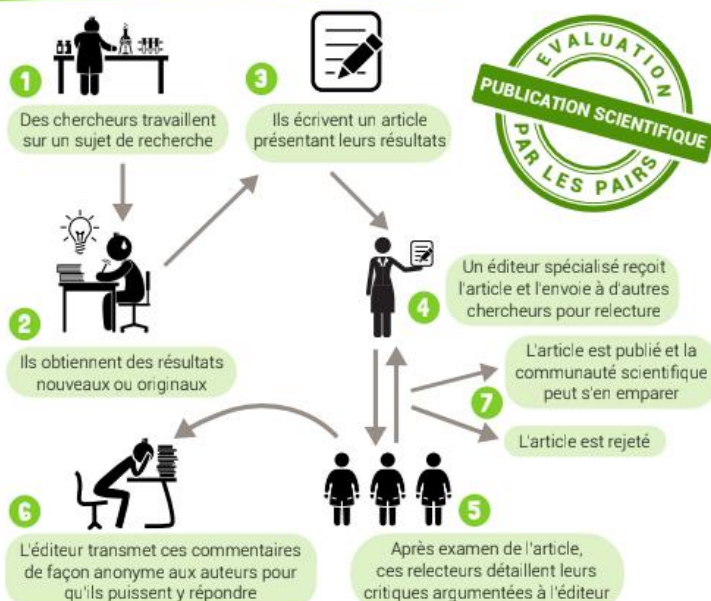 1
Des chercheurs travaillent
sur un sujet de recherche
2
Ils obtiennent des résultats
nouveaux ou originaux
3
Ils écrivent un article
présentant leurs résultats
EVALUATION
PUBLICATION SCIENTIFIQUE
PAR LES PAIRS
4
Un éditeur spécialisé reçoit
l'article et l'envoie à d'autres
chercheurs pour relecture
5
Après examen de l'article,
ces relecteurs détaillent leurs
critiques argumentées à l'éditeur
6
L'éditeur transmet ces commentaires
de façon anonyme aux auteurs pour
qu'ils puissent y répondre
7
L'article est publié et la
communauté scientifique
peut s'en emparer
L'article est rejeté